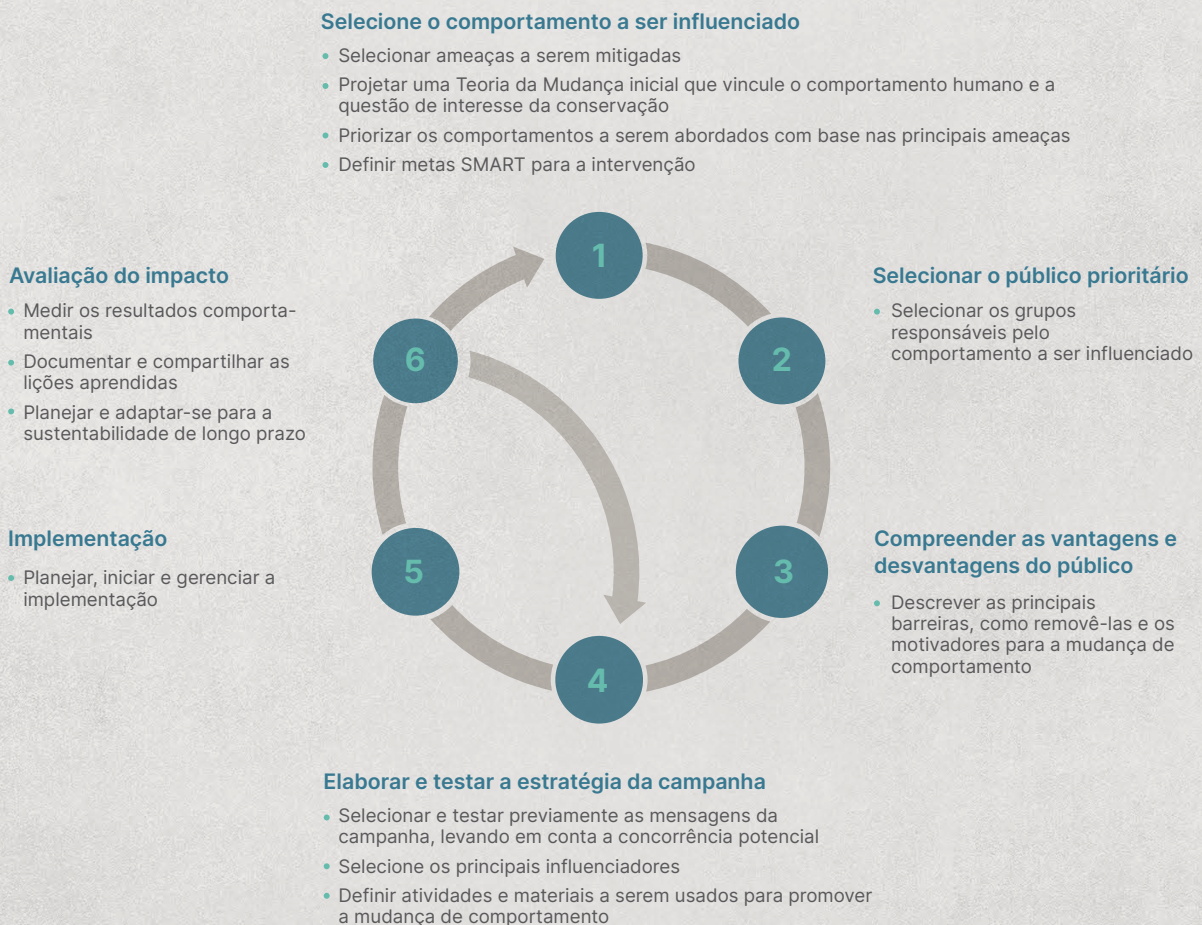 Selecione o comportamento a ser influenciado
• Selecionar ameaças a serem mitigadas
• Projetar uma Teoria da Mudança inicial que vincule o comportamento humano e a
questão de interesse da conservação
• Priorizar os comportamentos a serem abordados com base nas principais ameaças
• Definir metas SMART para a intervenção
1
Selecionar o público prioritário
• Selecionar os grupos
responsáveis pelo
comportamento a ser influenciado
2
Compreender as vantagens e
desvantagens do público
• Descrever as principais
barreiras, como removê-las e os
motivadores para a mudança de
comportamento
3
4
Elaborar e testar a estratégia da campanha
• Selecionar e testar previamente as mensagens da
campanha, levando em conta a concorrência potencial
• Selecione os principais influenciadores
• Definir atividades e materiais a serem usados para promover
a mudança de comportamento
5
Implementação
• Planejar, iniciar e gerenciar a
implementação
6
Avaliação do impacto
• Medir os resultados comporta-
mentais
• Documentar e compartilhar as
lições aprendidas
• Planejar e adaptar-se para a
sustentabilidade de longo prazo